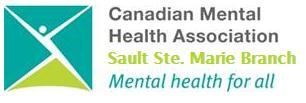 Canadian Mental
Health Association
Sault Ste. Marie Branch
Mental health for all